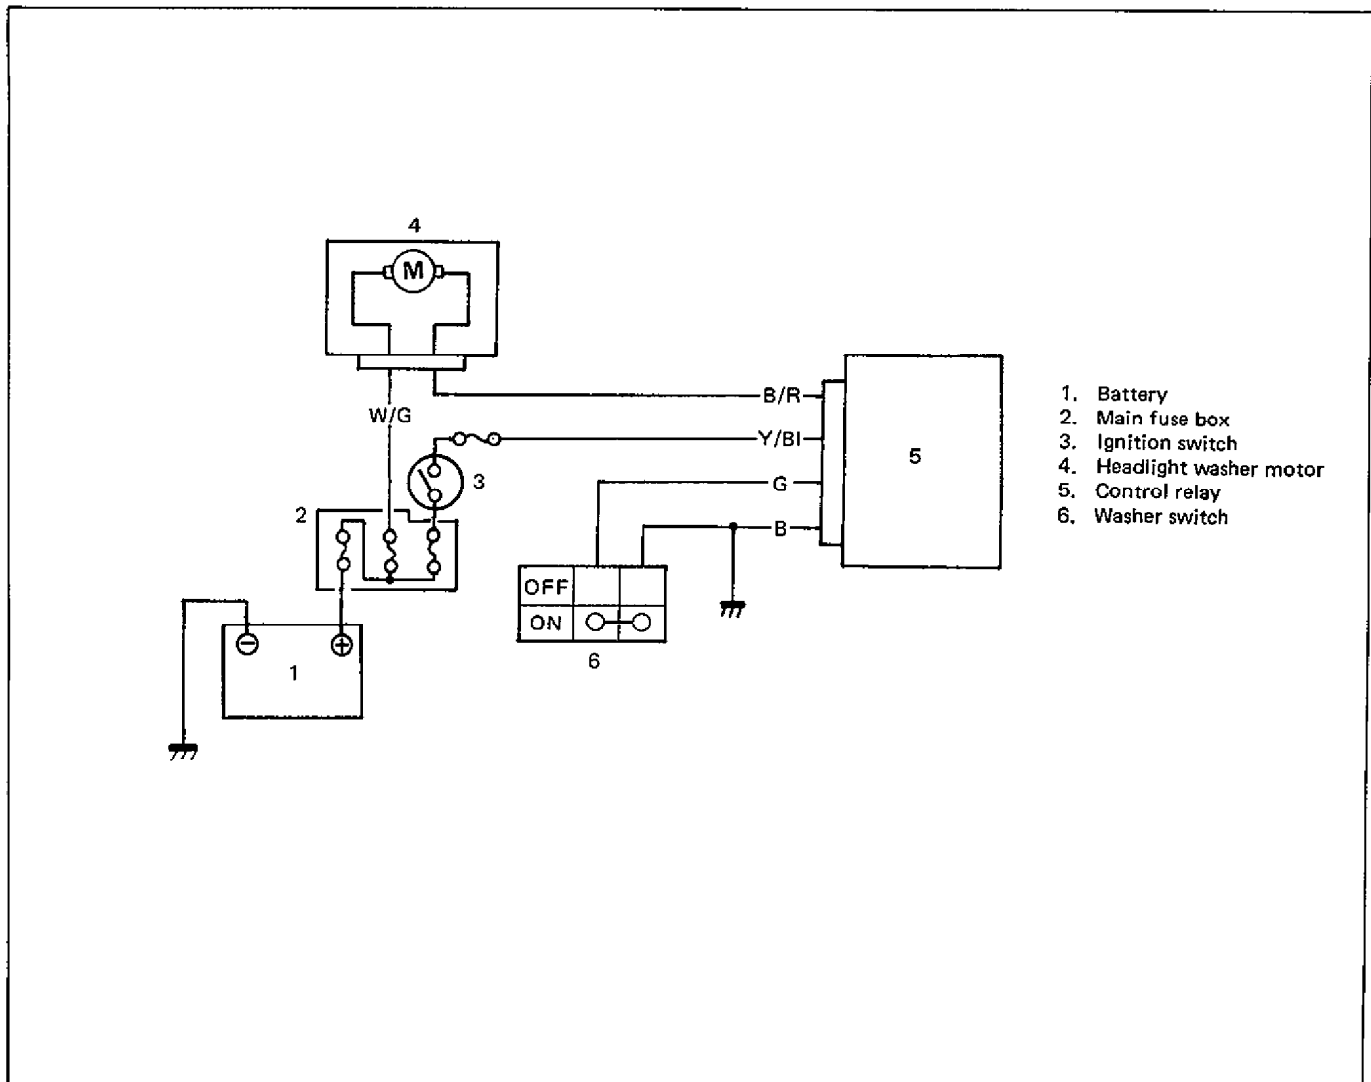 4
M
W/G
B/R
Y/Bl
G
B
5
3
2
OFF
ON
6
1
1. Battery
2. Main fuse box
3. Ignition switch
4. Headlight washer motor
5. Control relay
6. Washer switch